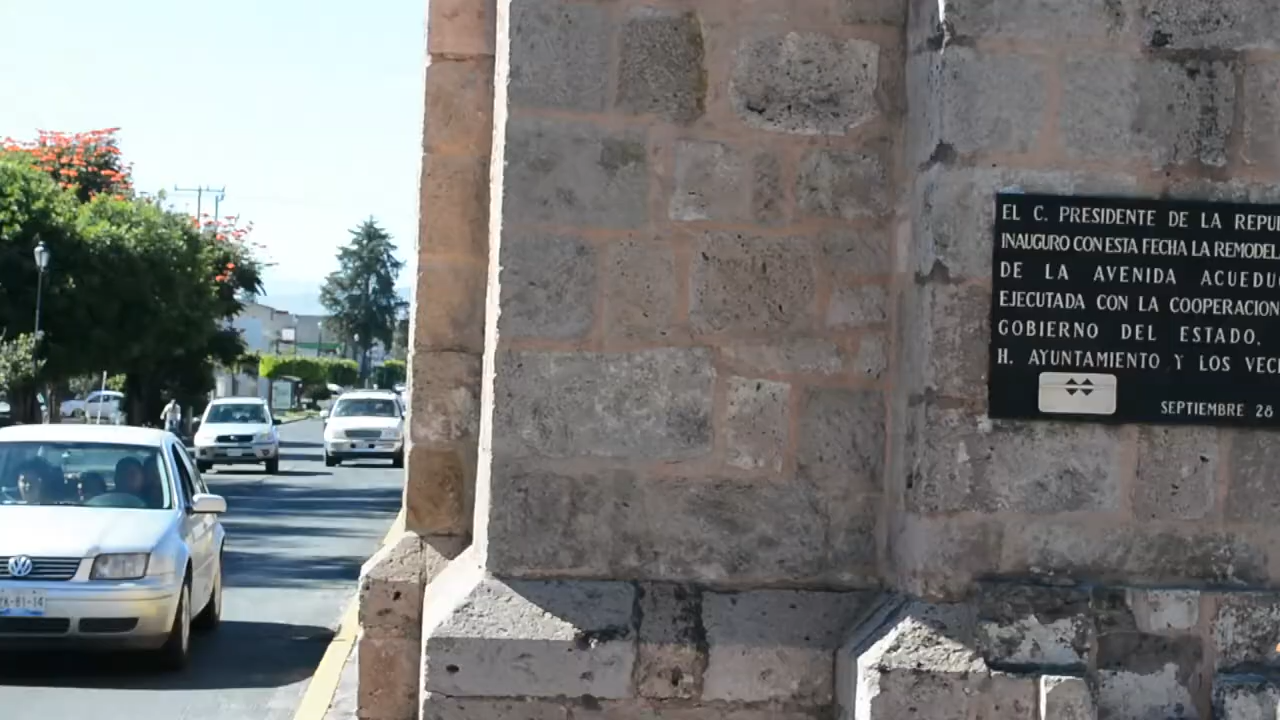 EL C. PRESIDENTE DE LA REPU
INAUGURO CON ESTA FECHA LA REMODEL
DE LA AVENIDA ACUEDU
EJECUTADA CON LA COOPERACION
GOBIERNO DEL ESTADO,
H. AYUNTAMIENTO Y LOS VEC
SEPTIEMBRE 28